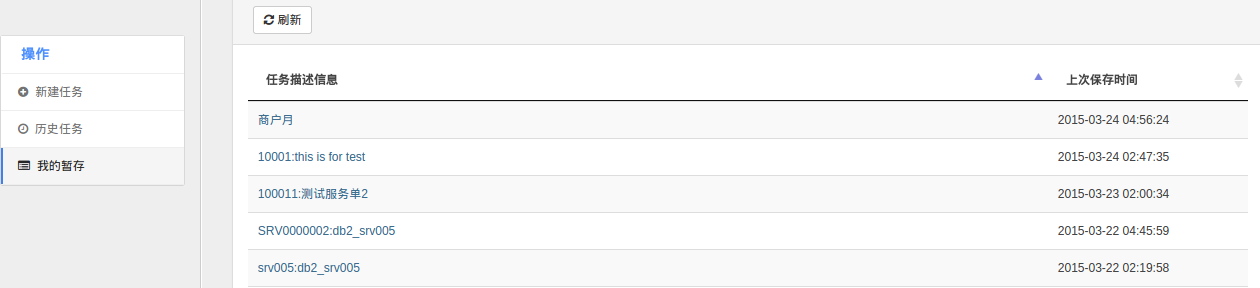 刷新
操作
新建任务
历史任务
我的暂存
任务描述信息 上次保存时间
商户月 2015-03-24 04:56:24
10001:this is for test 2015-03-24 02:47:35
100011:测试服务单2 2015-03-23 02:00:34
SRV0000002:db2_srv005 2015-03-22 04:45:59
srv005:db2_srv005 2015-03-22 02:19:58